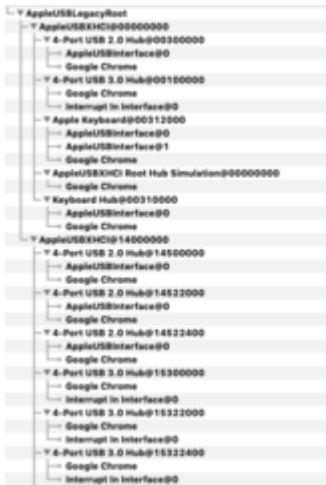 AppleUSBLegacyRoot
AppleUSBXHCI@00000000
4-Port USB 2.0 Hub@00300000
AppleUSBInterface@0
Google Chrome
4-Port USB 3.0 Hub@00100000
Google Chrome
Interrupt In Interface@0
Apple Keyboard@00312000
AppleUSBInterface@0
AppleUSBInterface@1
Google Chrome
AppleUSBXHCI Root Hub Simulation@00000000
Google Chrome
Keyboard Hub@00310000
AppleUSBInterface@0
Google Chrome
AppleUSBXHCI@14000000
4-Port USB 2.0 Hub@14500000
AppleUSBInterface@0
Google Chrome
4-Port USB 2.0 Hub@14522000
AppleUSBInterface@0
Google Chrome
4-Port USB 2.0 Hub@14522400
AppleUSBInterface@0
Google Chrome
4-Port USB 3.0 Hub@15300000
Google Chrome
Interrupt In Interface@0
4-Port USB 3.0 Hub@15322000
Google Chrome
Interrupt In Interface@0
4-Port USB 3.0 Hub@15322400
Google Chrome
Interrupt In Interface@0